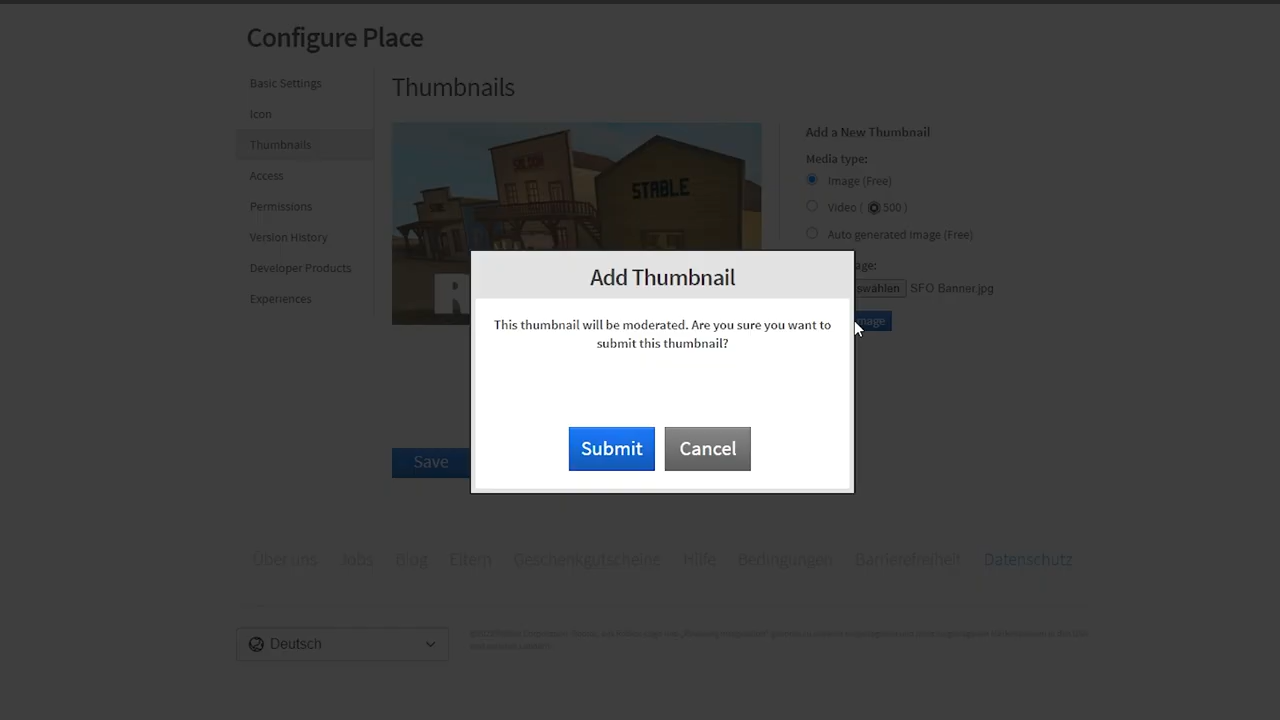 Configure Place
Basic Settings
Icon
Thumbnails
Access
Permissions
Version History
Developer Products
Experiences
Thumbnails
SALOON
STABLE
R
Add a New Thumbnail
Media type:
Image (Free)
Video ( 500 )
Auto generated Image (Free)
age:
swählen SFO Banner.jpg
mage
Add Thumbnail
This thumbnail will be moderated. Are you sure you want to
submit this thumbnail?
Submit Cancel
Save
Über uns Jobs Blog Eltern Geschenkgutscheine Hilfe Bedingungen Barrierefreiheit Datenschutz
Deutsch